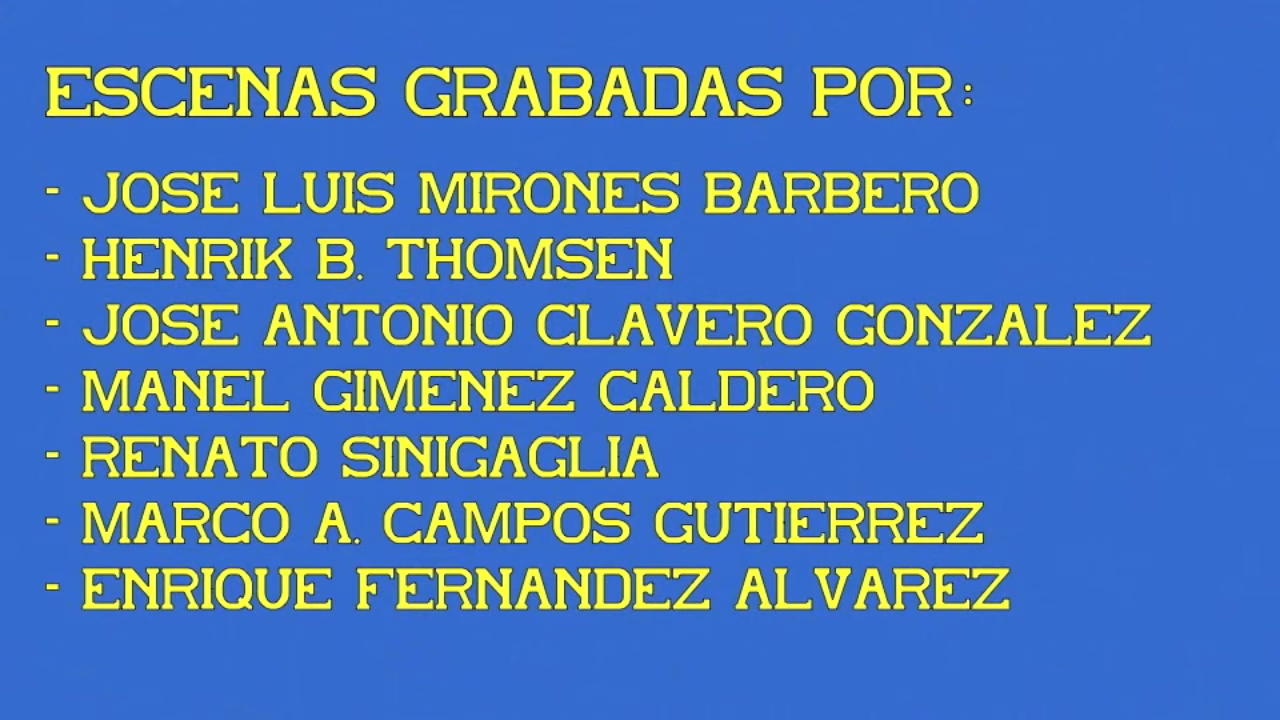 ESCENAS GRABADAS POR:
- JOSE LUIS MIRONES BARBERO
- HENRIK B. THOMSEN
- JOSE ANTONIO CLAVERO GONZALEZ
- MANEL GIMENEZ CALDERO
- RENATO SINIGAGLIA
- MARCO A. CAMPOS GUTIERREZ
- ENRIQUE FERNANDEZ ALVAREZ